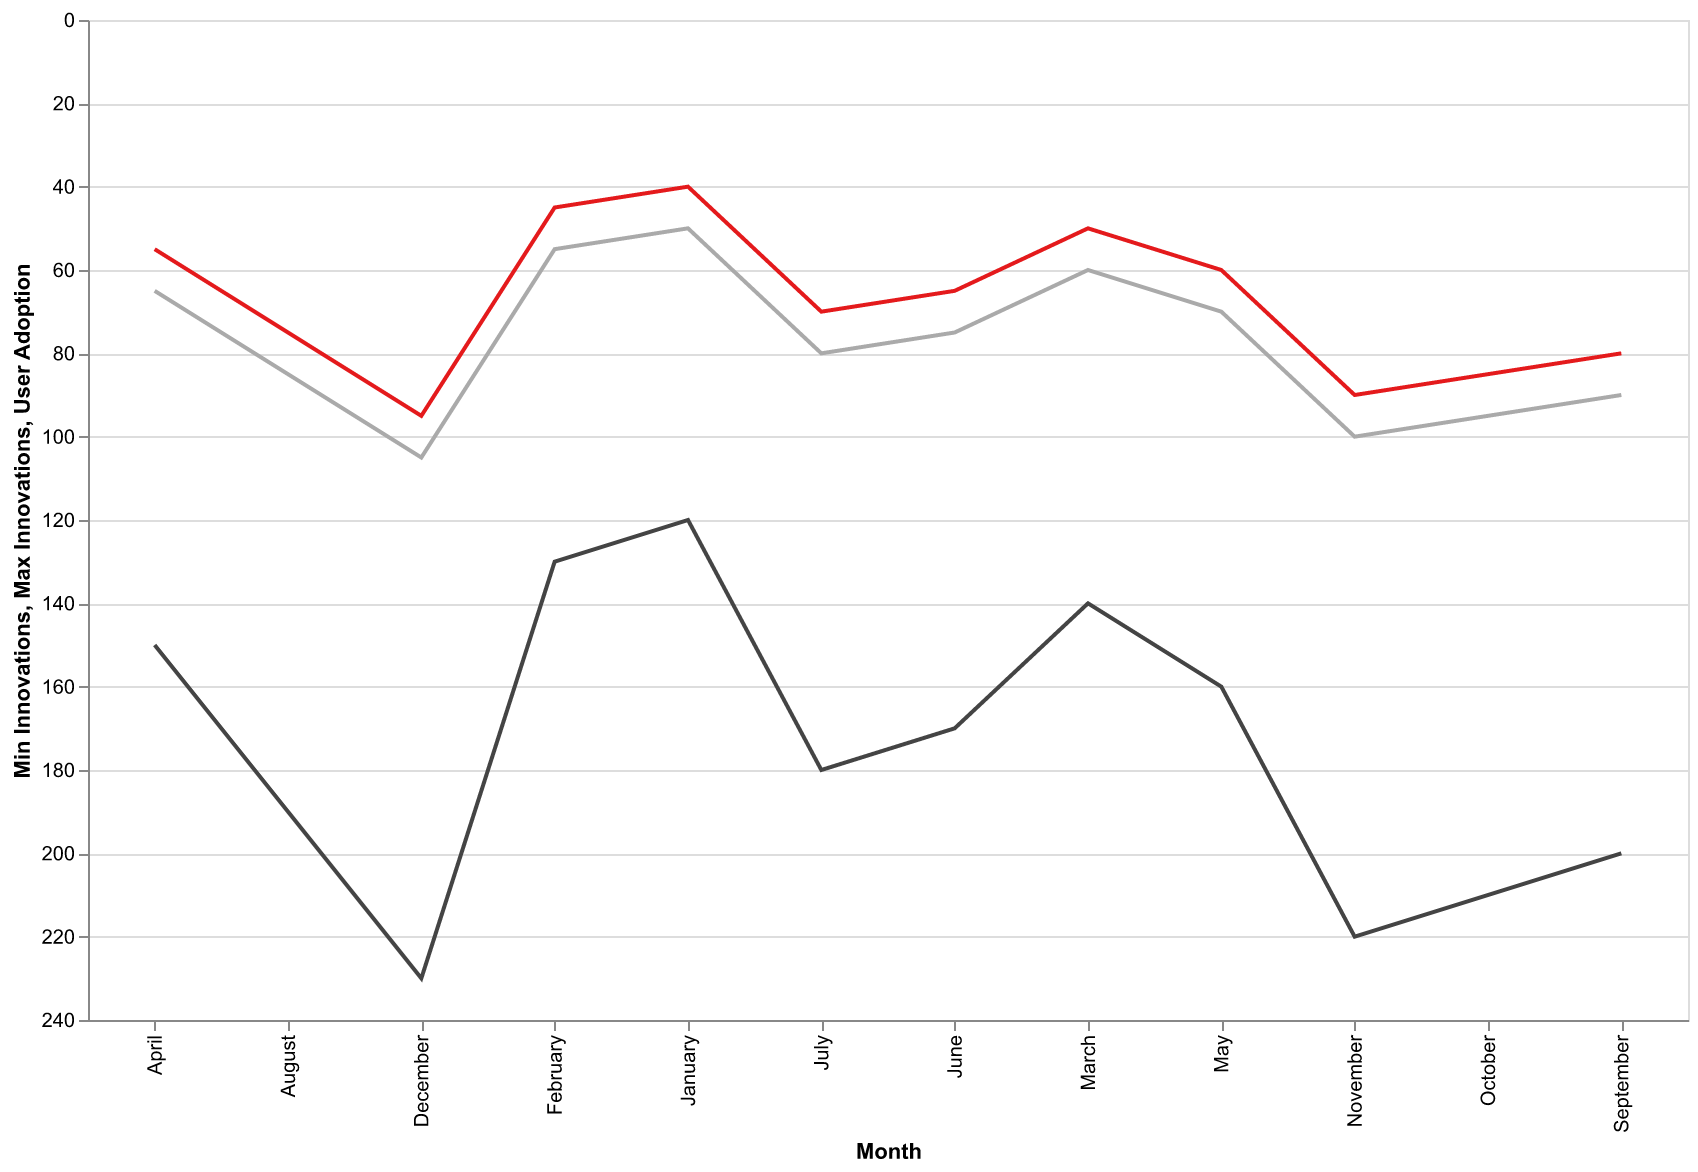 0
20
40
60
80
100
120
140
160
180
200
220
240
Min Innovations, Max Innovations, User Adoption
April
August
December
February
January
July
June
March
May
November
October
September
Month